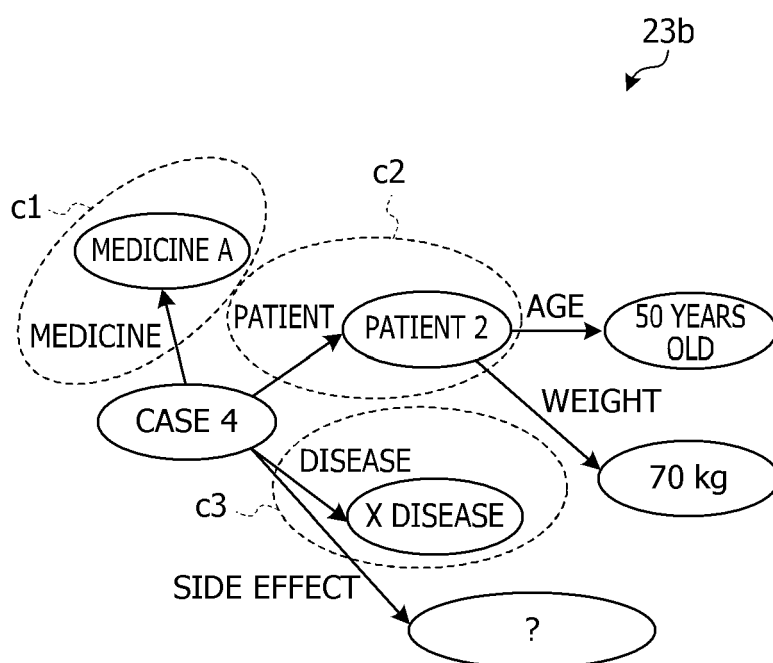 23b
c2
c1
MEDICINE A
PATIENT
PATIENT 2
AGE
50 YEARS
OLD
MEDICINE
WEIGHT
CASE 4
DISEASE
70 kg
c3
X DISEASE
SIDE EFFECT
?